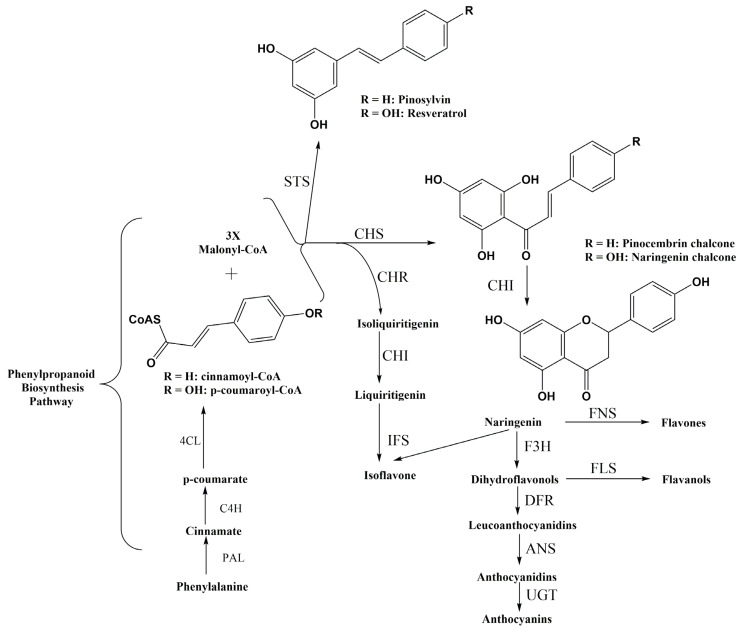 R
HO
OH
R = H: Pinosylvin
R = OH: Resveratrol
STS
3X
Malonyl-CoA
+
CHS
CHR
HO
OH
R
OH
O
R = H: Pinocembrin chalcone
R = OH: Naringenin chalcone
CoAS
O
OR
R = H: cinnamoyl-CoA
R = OH: p-coumaroyl-CoA
Isoliquiritigenin
CHI
CHI
OH
HO
O
OH
O
Phenylpropanoid
Biosynthesis
Pathway
Liquiritigenin
IFS
Isoflavone
Naringenin
FNS
Flavones
F3H
4CL
p-coumarate
Dihydroflavonols
FLS
Flavanols
C4H
DFR
Cinnamate
Leucoanthocyanidins
PAL
ANS
Phenylalanine
Anthocyanidins
UGT
Anthocyanins